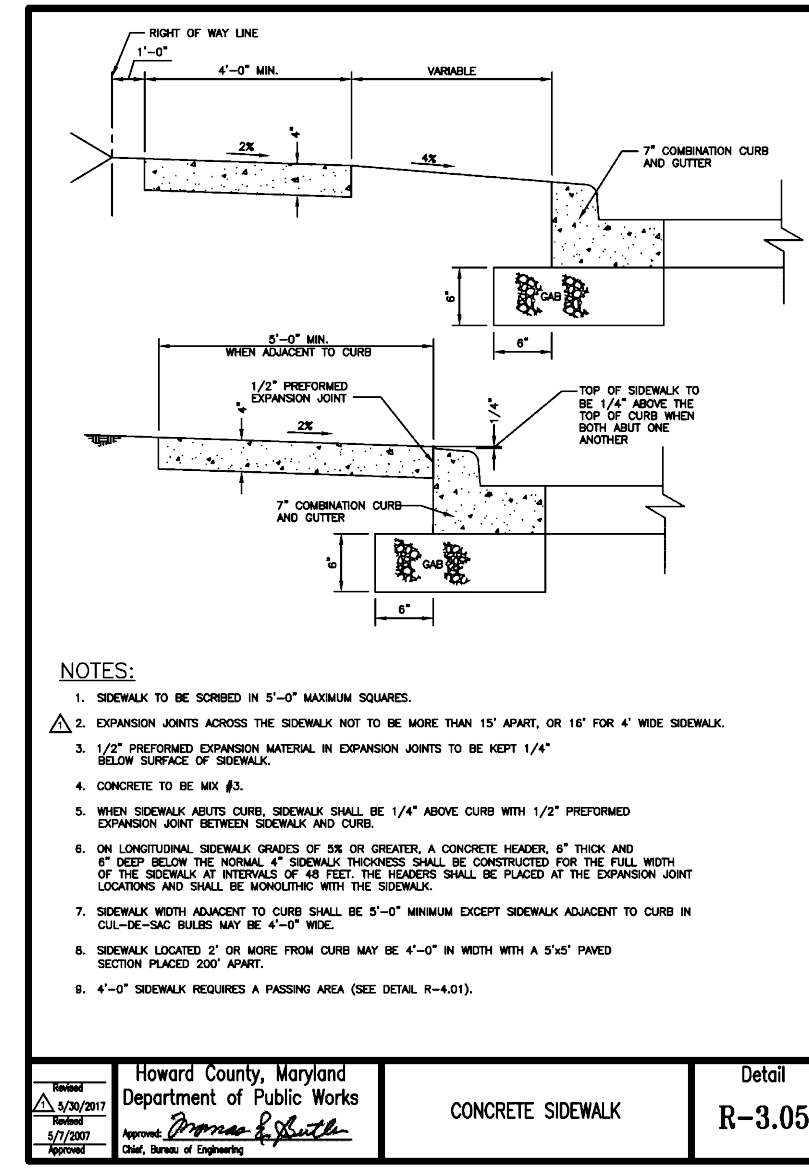 RIGHT OF WAY LINE
1'-0"
4'-0" MIN.
VARIABLE
2%
4"
4%
7" COMBINATION CURB
AND GUTTER
6"
GAB
6"
5'-0" MIN.
WHEN ADJACENT TO CURB
1/2" PREFORMED
EXPANSION JOINT
4"
2%
1/4"
TOP OF SIDEWALK TO
BE 1/4" ABOVE THE
TOP OF CURB WHEN
BOTH ABUT ONE
ANOTHER
7" COMBINATION CURB
AND GUTTER
6"
GAB
6"
NOTES:
1. SIDEWALK TO BE SCRIBED IN 5'-0" MAXIMUM SQUARES.
1 2. EXPANSION JOINTS ACROSS THE SIDEWALK NOT TO BE MORE THAN 15' APART, OR 16' FOR 4' WIDE SIDEWALK.
3. 1/2" PREFORMED EXPANSION MATERIAL IN EXPANSION JOINTS TO BE KEPT 1/4"
BELOW SURFACE OF SIDEWALK.
4. CONCRETE TO BE MIX #3.
5. WHEN SIDEWALK ABUTS CURB, SIDEWALK SHALL BE 1/4" ABOVE CURB WITH 1/2" PREFORMED
EXPANSION JOINT BETWEEN SIDEWALK AND CURB.
6. ON LONGITUDINAL SIDEWALK GRADES OF 5% OR GREATER, A CONCRETE HEADER, 6" THICK AND
6" DEEP BELOW THE NORMAL 4" SIDEWALK THICKNESS SHALL BE CONSTRUCTED FOR THE FULL WIDTH
OF THE SIDEWALK AT INTERVALS OF 48 FEET. THE HEADERS SHALL BE PLACED AT THE EXPANSION JOINT
LOCATIONS AND SHALL BE MONOLITHIC WITH THE SIDEWALK.
7. SIDEWALK WIDTH ADJACENT TO CURB SHALL BE 5'-0" MINIMUM EXCEPT SIDEWALK ADJACENT TO CURB IN
CUL-DE-SAC BULBS MAY BE 4'-0" WIDE.
8. SIDEWALK LOCATED 2' OR MORE FROM CURB MAY BE 4'-0" IN WIDTH WITH A 5'x5' PAVED
SECTION PLACED 200' APART.
9. 4'-0" SIDEWALK REQUIRES A PASSING AREA (SEE DETAIL R-4.01).
Revised
1 5/30/2017
Revised
5/7/2007
Approved
Howard County, Maryland
Department of Public Works
Approved: Thomas E. Butler
Chief, Bureau of Engineering
CONCRETE SIDEWALK
Detail
R-3.05